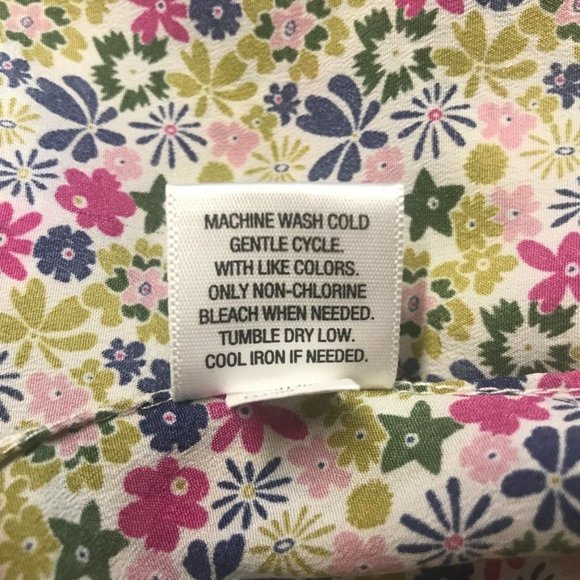 MACHINE WASH COLD
GENTLE CYCLE.
WITH LIKE COLORS.
ONLY NON-CHLORINE
BLEACH WHEN NEEDED.
TUMBLE DRY LOW.
COOL IRON IF NEEDED.